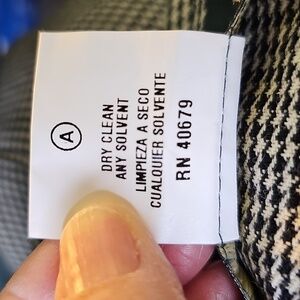 A
DRY CLEAN
ANY SOLVENT
LIMPIEZA A SECO
CUALQUIER SOLVENTE
RN 40679